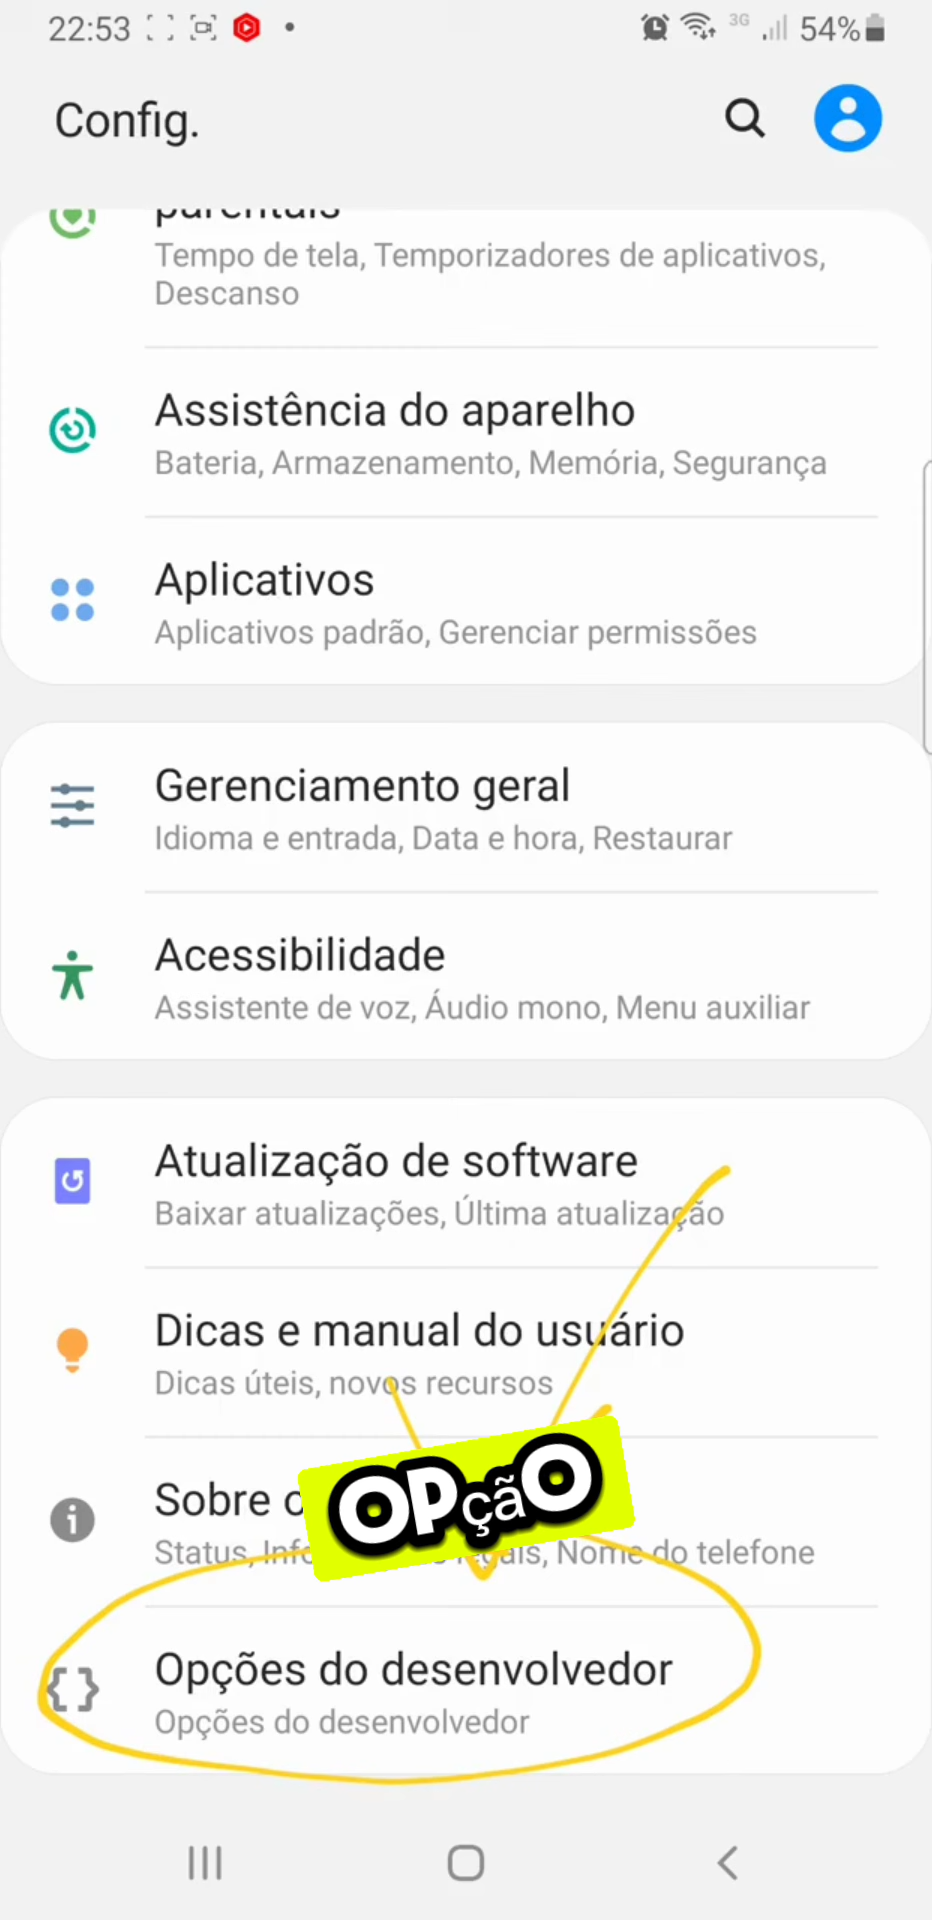 22:53
3G
54%
Config.
parentais
Tempo de tela, Temporizadores de aplicativos,
Descanso
Assistência do aparelho
Bateria, Armazenamento, Memória, Segurança
Aplicativos
Aplicativos padrão, Gerenciar permissões
Gerenciamento geral
Idioma e entrada, Data e hora, Restaurar
Acessibilidade
Assistente de voz, Áudio mono, Menu auxiliar
Atualização de software
Baixar atualizações, Última atualização
Dicas e manual do usuário
Dicas úteis, novos recursos
OPçãO
Sobre
Status, Nome do telefone
Opções do desenvolvedor
Opções do desenvolvedor